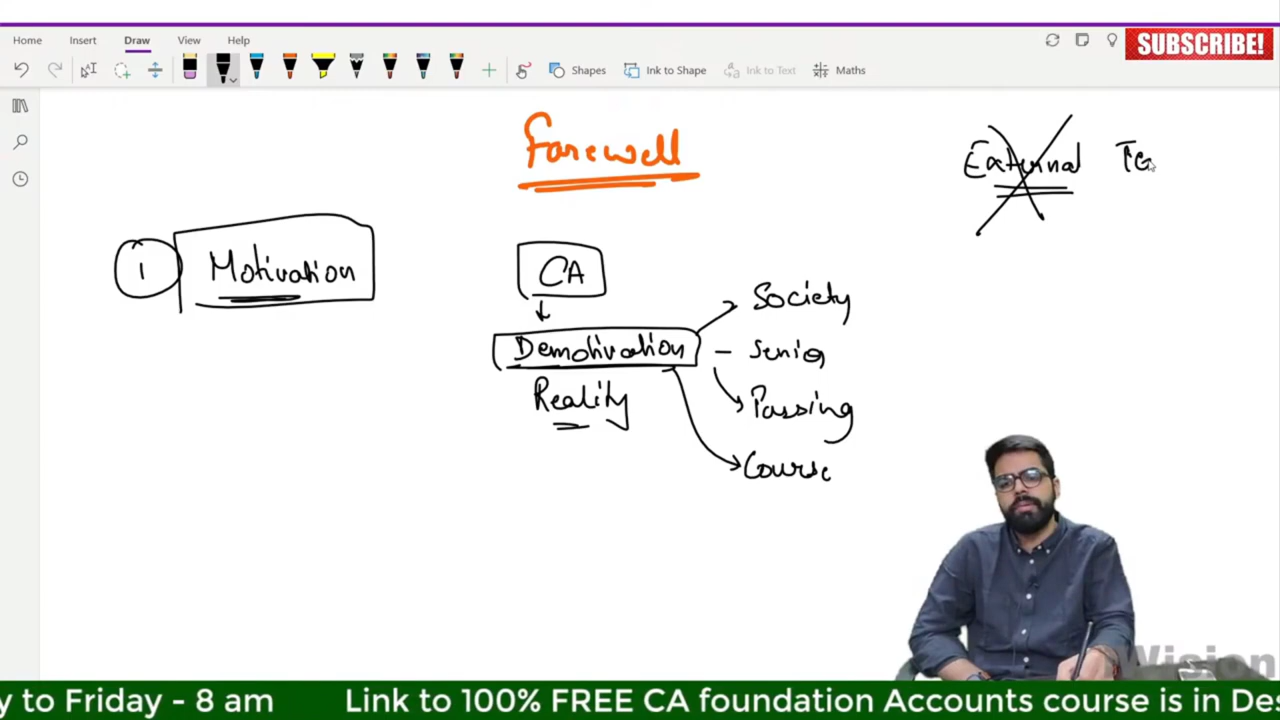 Home Insert Draw View Help
SUBSCRIBE!
Shapes Ink to Shape Ink to Text Maths
Farewell
External
1 Motivation
CA
Society
Demotivation
Senior
Reality
Passing
Course
Wision
y to Friday - 8 am Link to 100% FREE CA foundation Accounts course is in Des